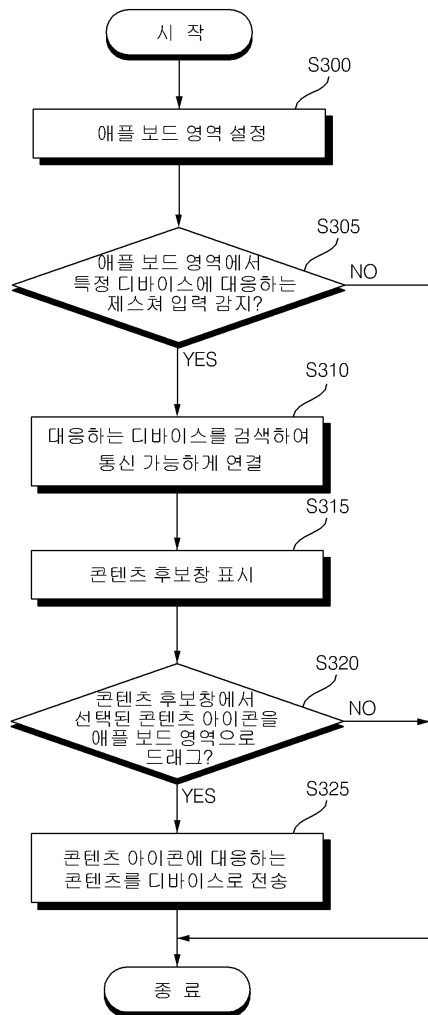 시 작
S300
애플 보드 영역 설정
S305
애플 보드 영역에서
특정 디바이스에 대응하는
제스쳐 입력 감지?
NO
YES
S310
대응하는 디바이스를 검색하여
통신 가능하게 연결
S315
콘텐츠 후보창 표시
S320
콘텐츠 후보창에서
선택된 콘텐츠 아이콘을
애플 보드 영역으로
드래그?
NO
YES
S325
콘텐츠 아이콘에 대응하는
콘텐츠를 디바이스로 전송
종 료